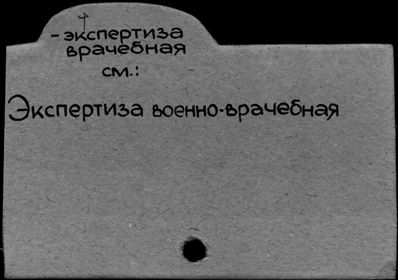 - экспертиза
врачебная
см.:
Экспертиза военно-врачебная